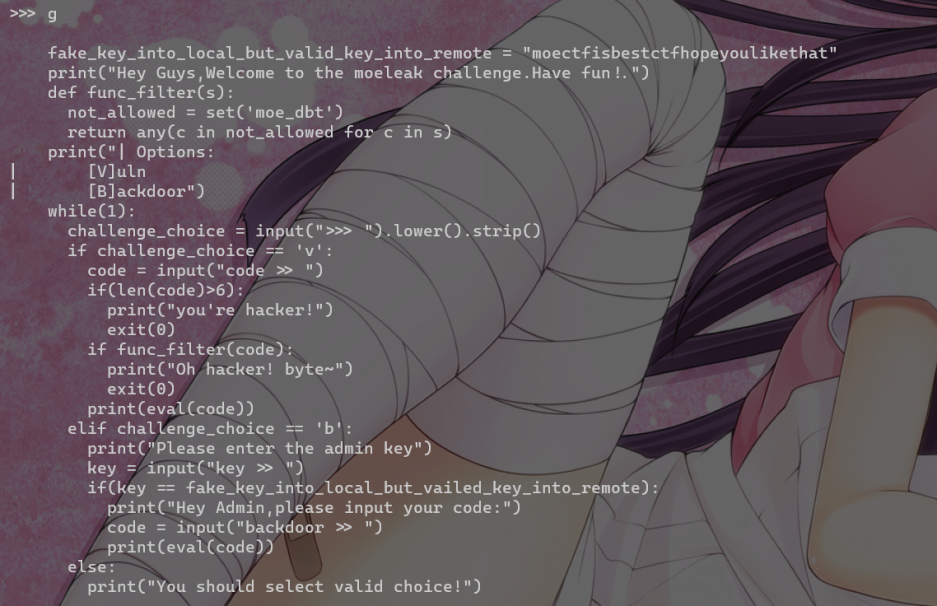 >>> g
fake_key_into_local_but_valid_key_into_remote = "moectfisbestctfhopeyoulikethat"
print("Hey Guys,Welcome to the moeleak challenge.Have fun!.")
def func_filter(s):
not_allowed = set('moe_dbt')
return any(c in not_allowed for c in s)
print("| Options:
| [V]uln
| [B]ackdoor")
while(1):
challenge_choice = input(">>> ").lower().strip()
if challenge_choice == 'v':
code = input("code >> ")
if(len(code)>6):
print("you're hacker!")
exit(0)
if func_filter(code):
print("Oh hacker! byte~")
exit(0)
print(eval(code))
elif challenge_choice == 'b':
print("Please enter the admin key")
key = input("key >> ")
if(key == fake_key_into_local_but_vailed_key_into_remote):
print("Hey Admin,please input your code:")
code = input("backdoor >> ")
print(eval(code))
else:
print("You should select valid choice!")